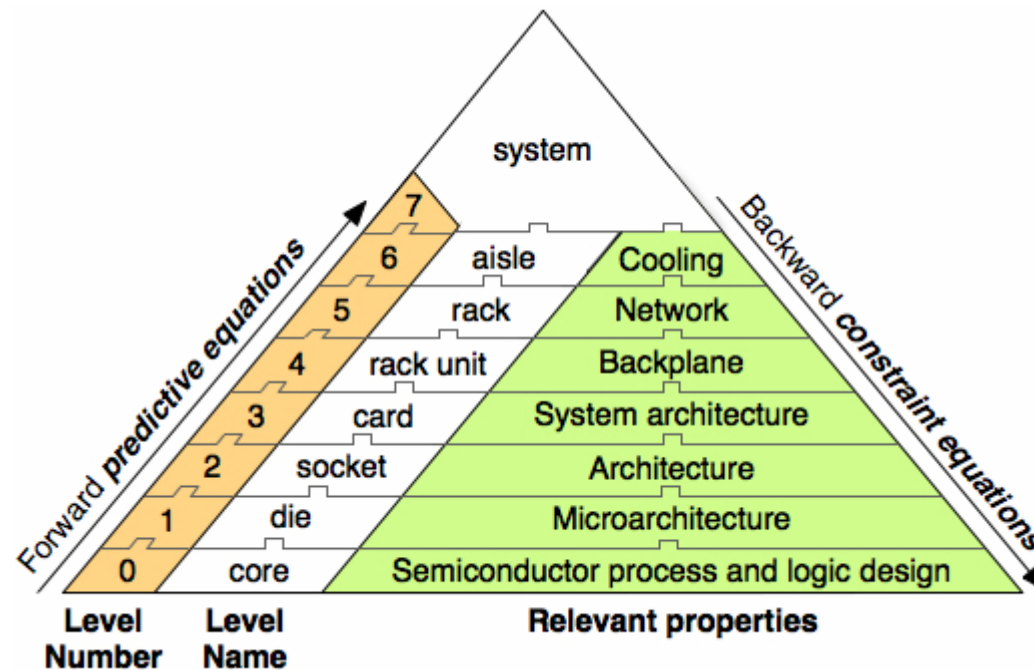 system
7
6 aisle Cooling
5 rack Network
4 rack unit Backplane
3 card System architecture
2 socket Architecture
1 die Microarchitecture
0 core Semiconductor process and logic design
Level Number
Level Name
Relevant properties
Forward predictive equations
Backward constraint equations